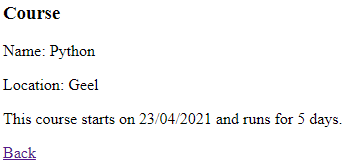 Course
Name: Python
Location: Geel
This course starts on 23/04/2021 and runs for 5 days.
Back